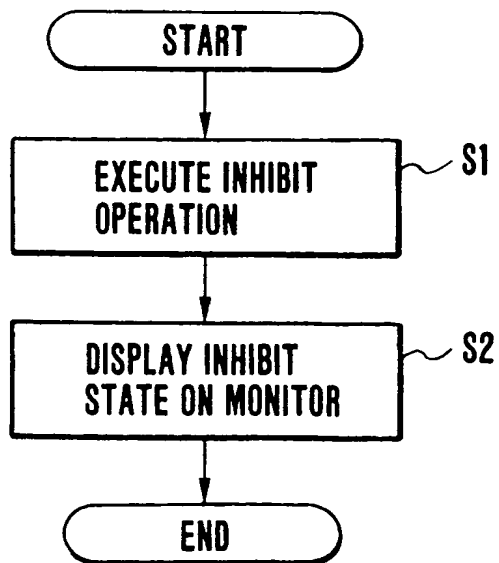 START
EXECUTE INHIBIT
OPERATION
S1
DISPLAY INHIBIT
STATE ON MONITOR
S2
END